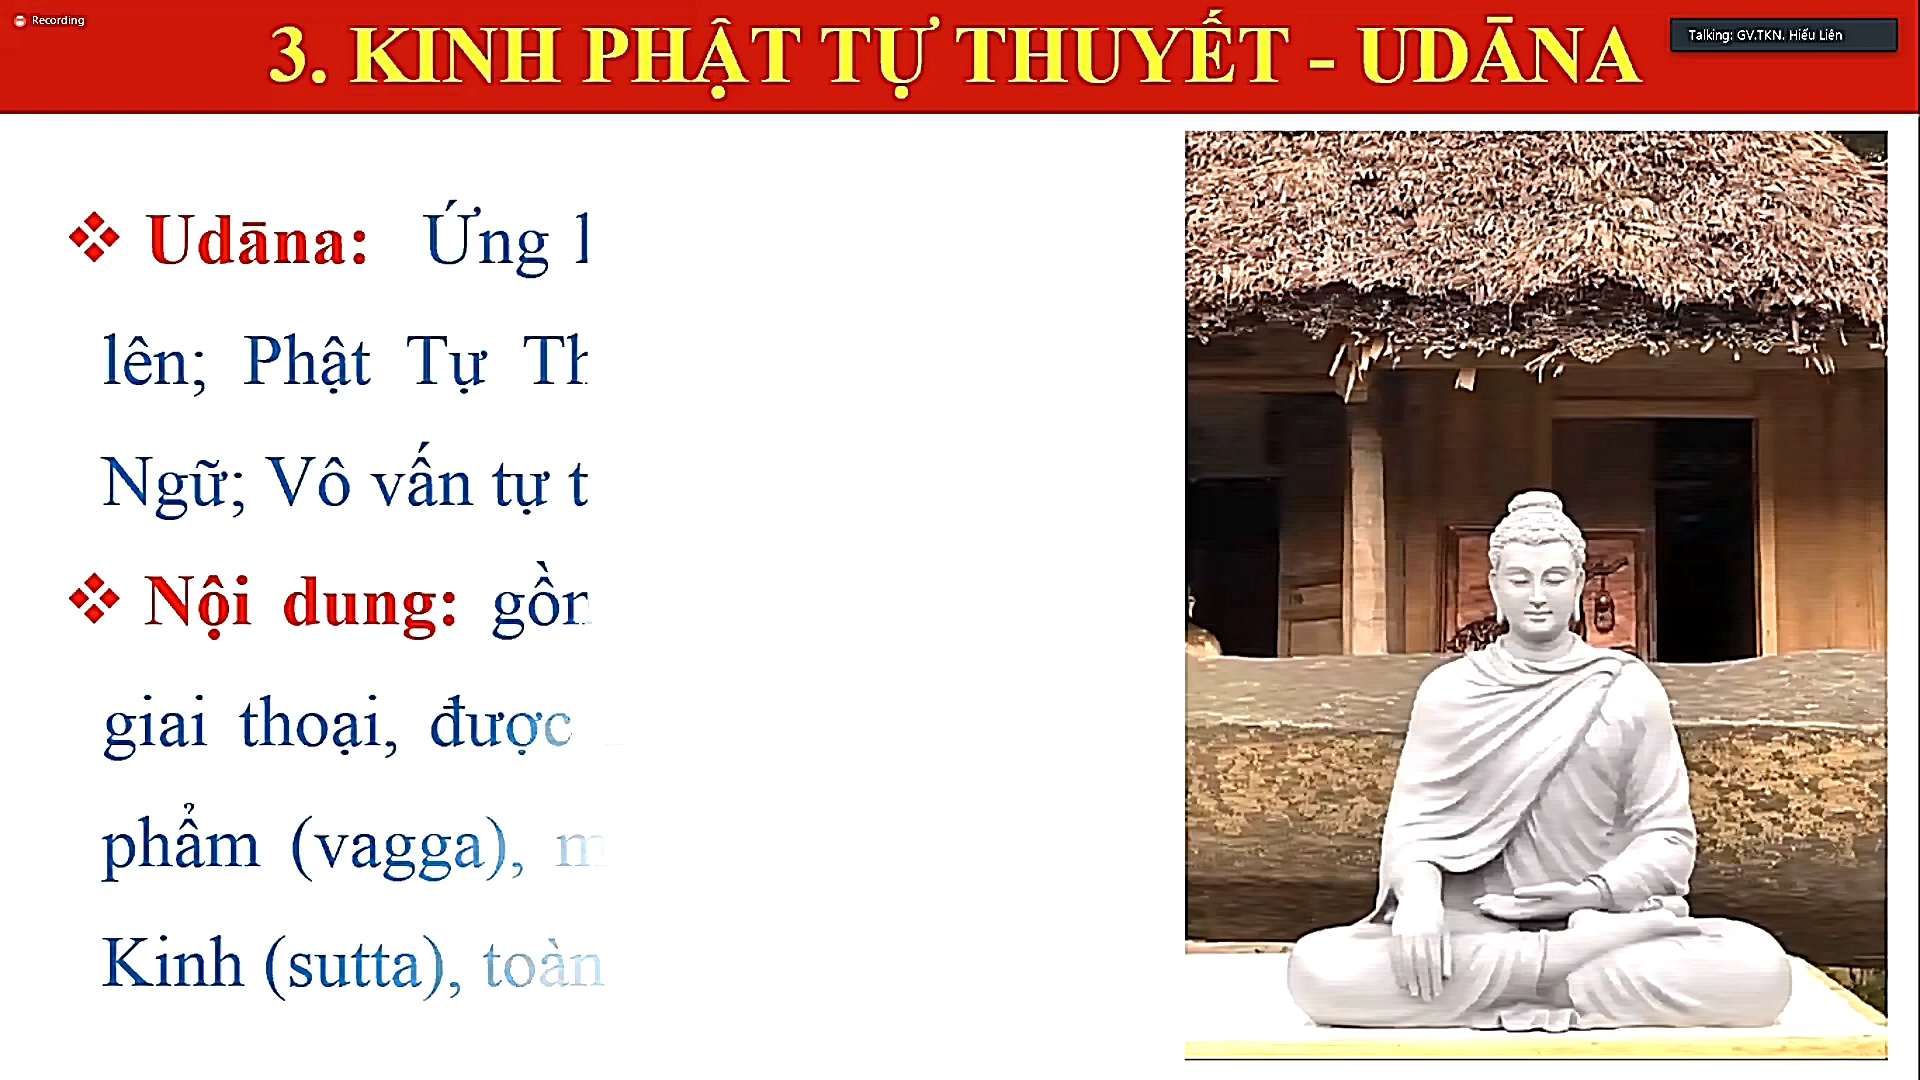 Recording
3. KINH PHẬT TỰ THUYẾT - UDĀNA
Talking: GV.TKN. Hiếu Liên
❖ Udāna: Ứng
lên; Phật Tự
Ngữ; Vô vấn tự
❖ Nội dung:
giai thoại, được
phẩm (vagga),
Kinh (sutta), toàn